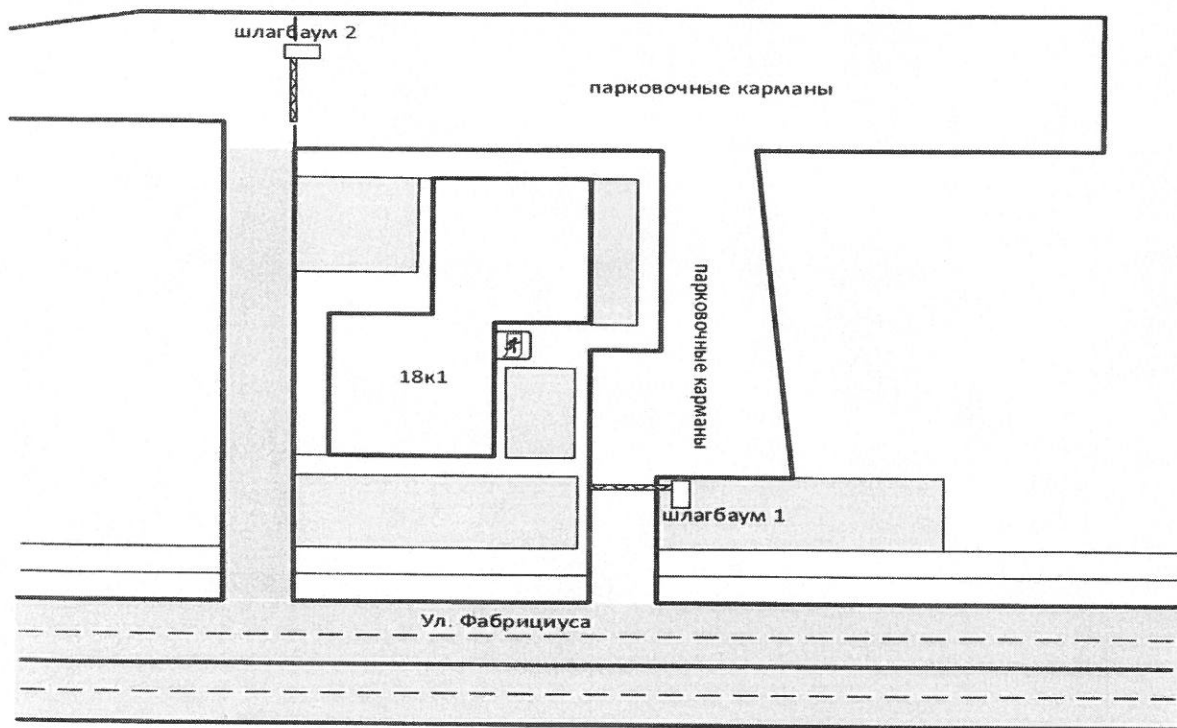 шлагбаум 2
парковочные карманы
парковочные карманы
18к1
шлагбаум 1
Ул. Фабрициуса